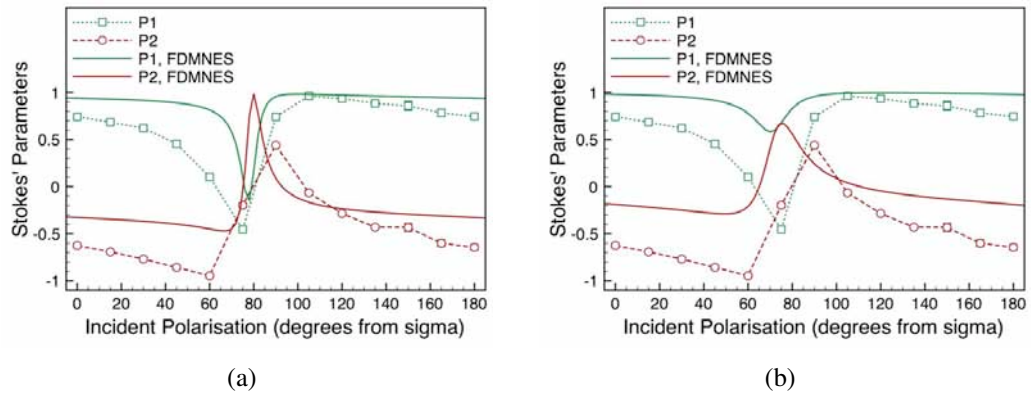 P1
P2
P1, FDMNES
P2, FDMNES
1
0.5
0
-0.5
-1
Stokes' Parameters
0 20 40 60 80 100 120 140 160 180
Incident Polarisation (degrees from sigma)
(a)
P1
P2
P1, FDMNES
P2, FDMNES
1
0.5
0
-0.5
-1
Stokes' Parameters
0 20 40 60 80 100 120 140 160 180
Incident Polarisation (degrees from sigma)
(b)